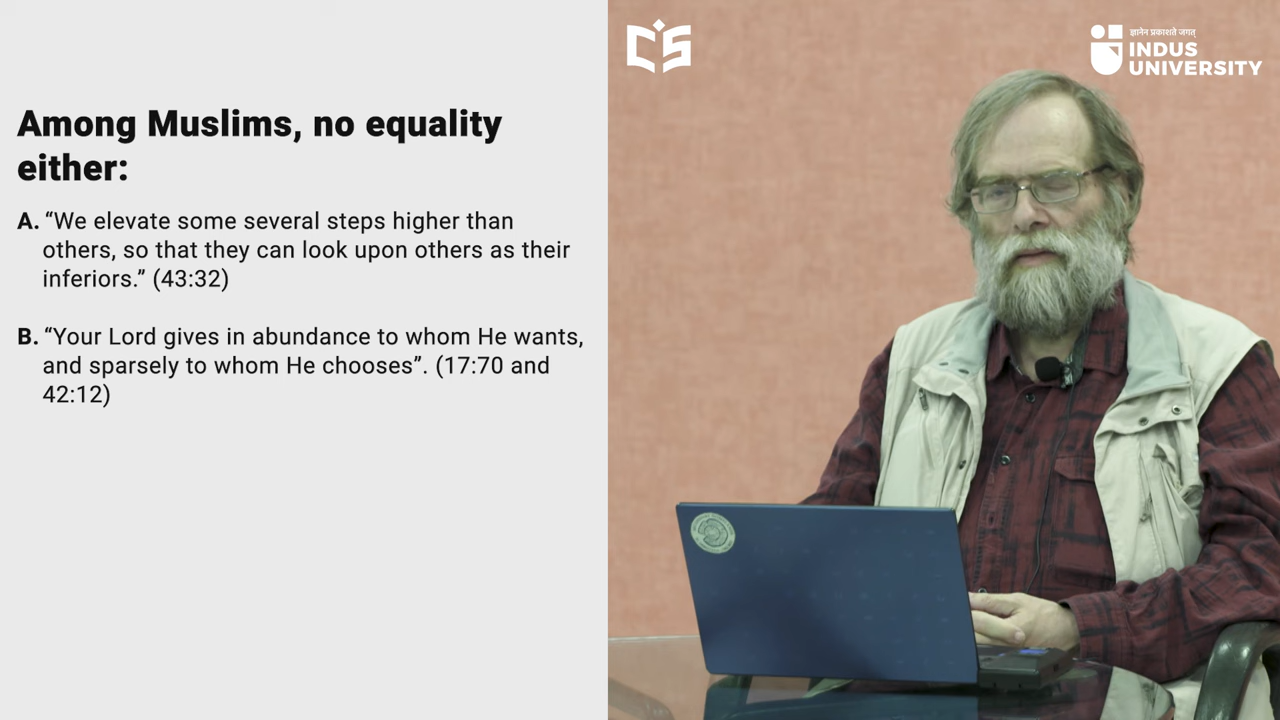 Among Muslims, no equality
either:
A. “We elevate some several steps higher than
others, so that they can look upon others as their
inferiors.” (43:32)
B. “Your Lord gives in abundance to whom He wants,
and sparsely to whom He chooses”. (17:70 and
42:12)
CIS
ज्ञानेन प्रकाशते जगत्
INDUS
UNIVERSITY